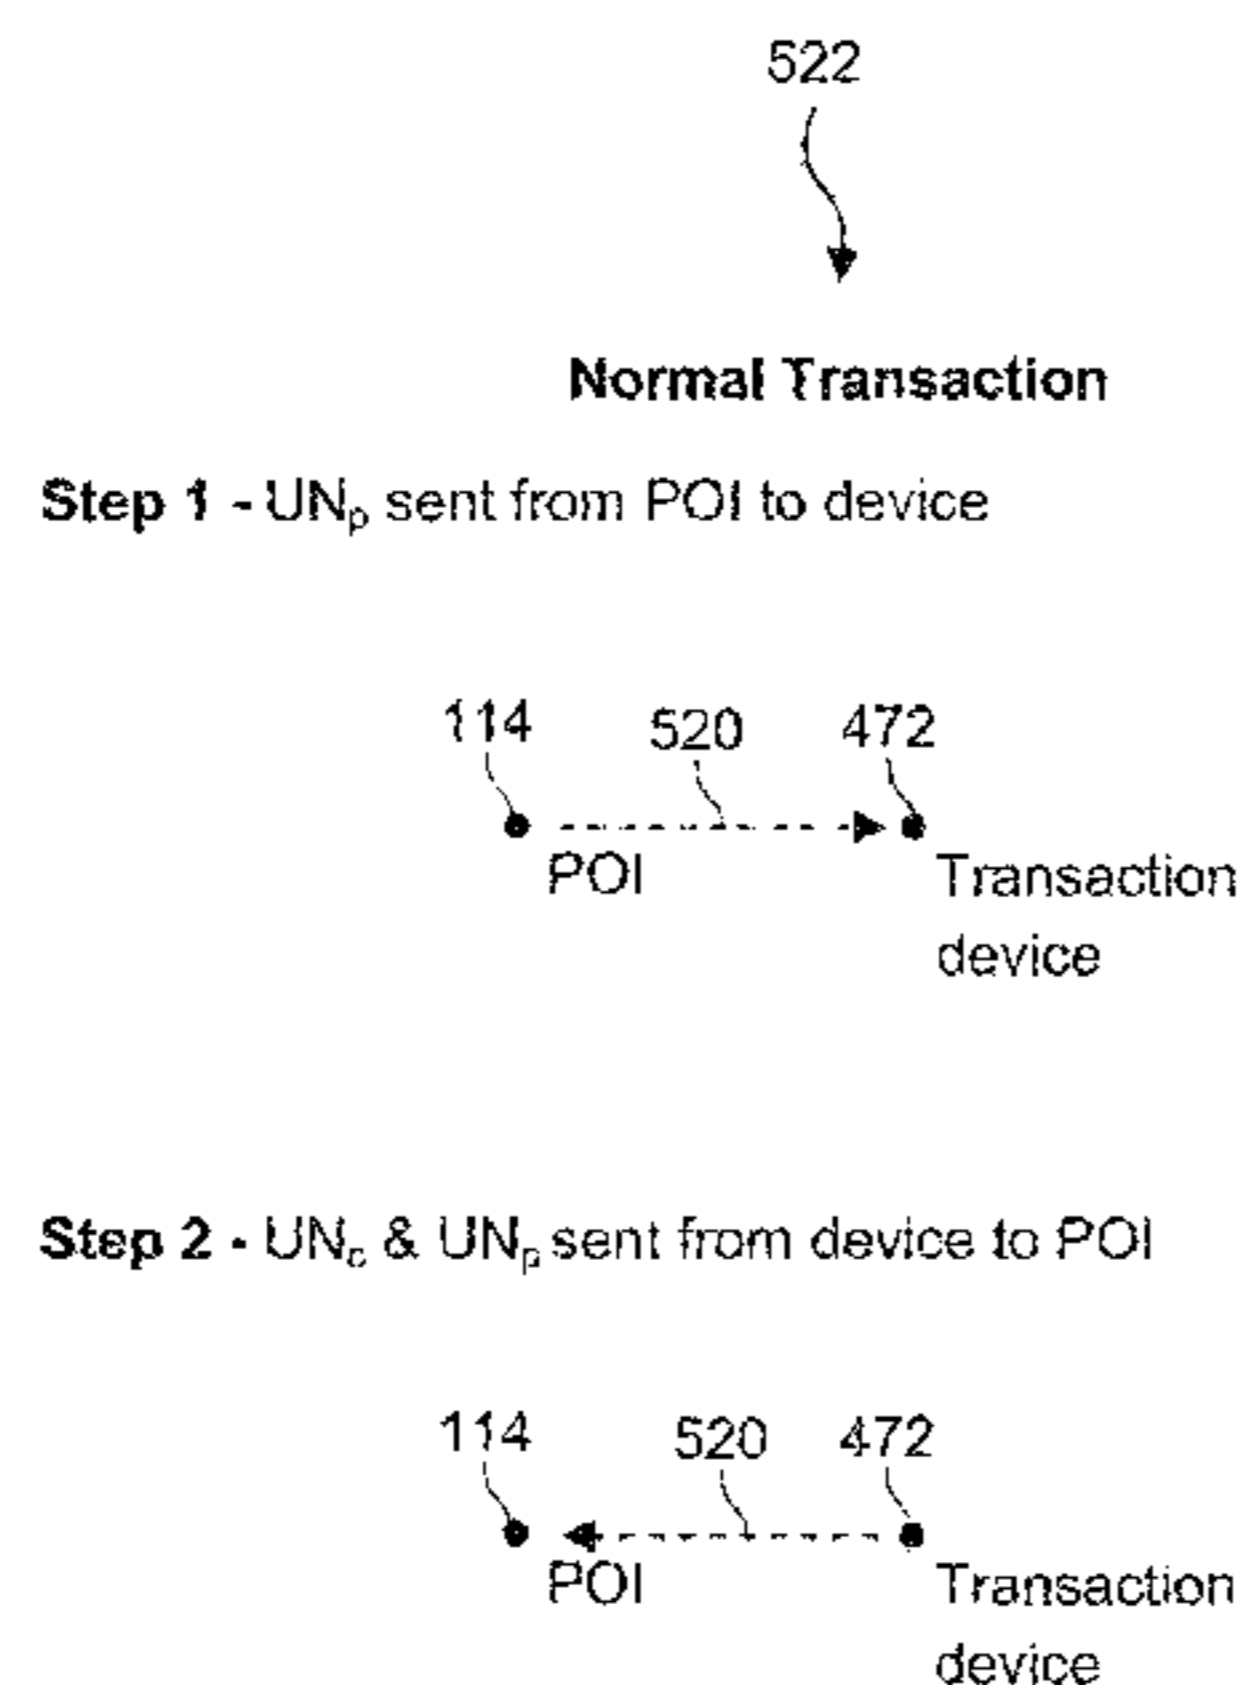 522
Normal Transaction
Step 1 - UNp sent from POI to device
114 520 472
POI Transaction
device
Step 2 - UNc & UNp sent from device to POI
114 520 472
POI Transaction
device